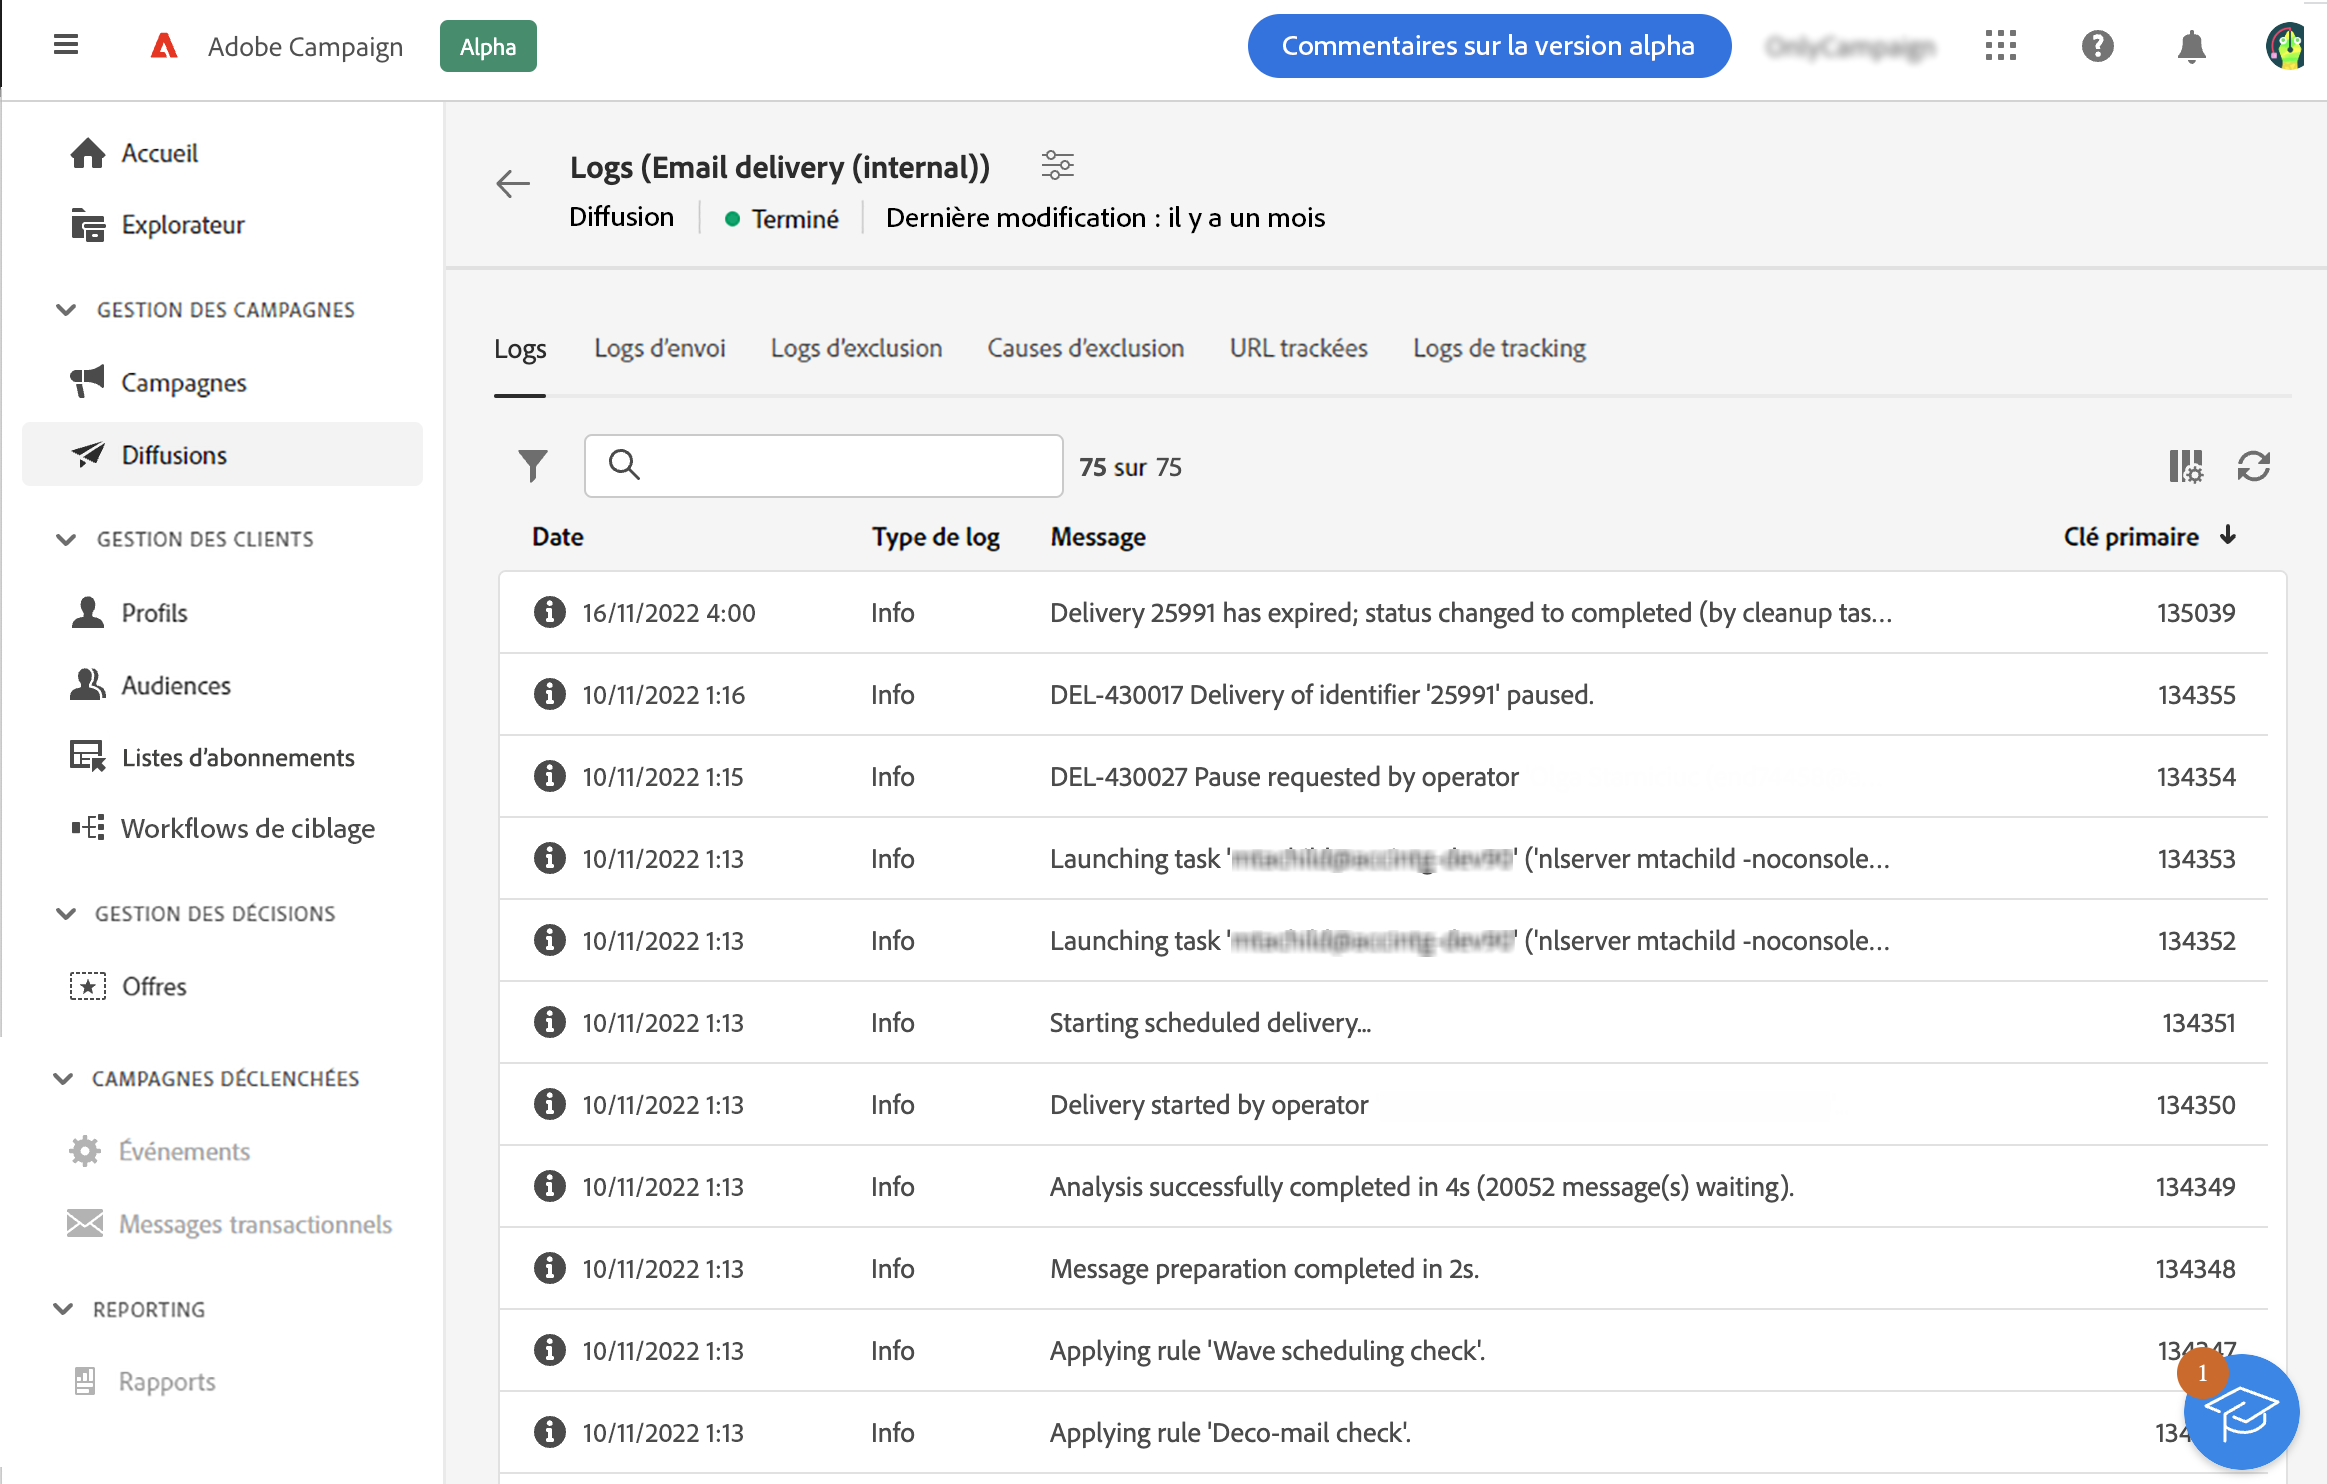 Adobe Campaign
Alpha
Commentaires sur la version alpha
Accueil
Explorateur
GESTION DES CAMPAGNES
Campagnes
Diffusions
GESTION DES CLIENTS
Profils
Audiences
Listes d'abonnements
Workflows de ciblage
GESTION DES DÉCISIONS
Offres
CAMPAGNES DÉCLENCHÉES
Événements
Messages transactionnels
REPORTING
Rapports
Logs (Email delivery (internal))
Diffusion Terminé Dernière modification : il y a un mois
Logs Logs d'envoi Logs d'exclusion Causes d'exclusion URL trackées Logs de tracking
75 sur 75
Date Type de log Message Clé primaire
16/11/2022 4:00 Info Delivery 25991 has expired; status changed to completed (by cleanup tas... 135039
10/11/2022 1:16 Info DEL-430017 Delivery of identifier '25991' paused. 134355
10/11/2022 1:15 Info DEL-430027 Pause requested by operator 134354
10/11/2022 1:13 Info Launching task '' ('nlserver mtachild -noconsole... 134353
10/11/2022 1:13 Info Launching task '' ('nlserver mtachild -noconsole... 134352
10/11/2022 1:13 Info Starting scheduled delivery... 134351
10/11/2022 1:13 Info Delivery started by operator 134350
10/11/2022 1:13 Info Analysis successfully completed in 4s (20052 message(s) waiting). 134349
10/11/2022 1:13 Info Message preparation completed in 2s. 134348
10/11/2022 1:13 Info Applying rule 'Wave scheduling check'. 134347
10/11/2022 1:13 Info Applying rule 'Deco-mail check'. 134
1